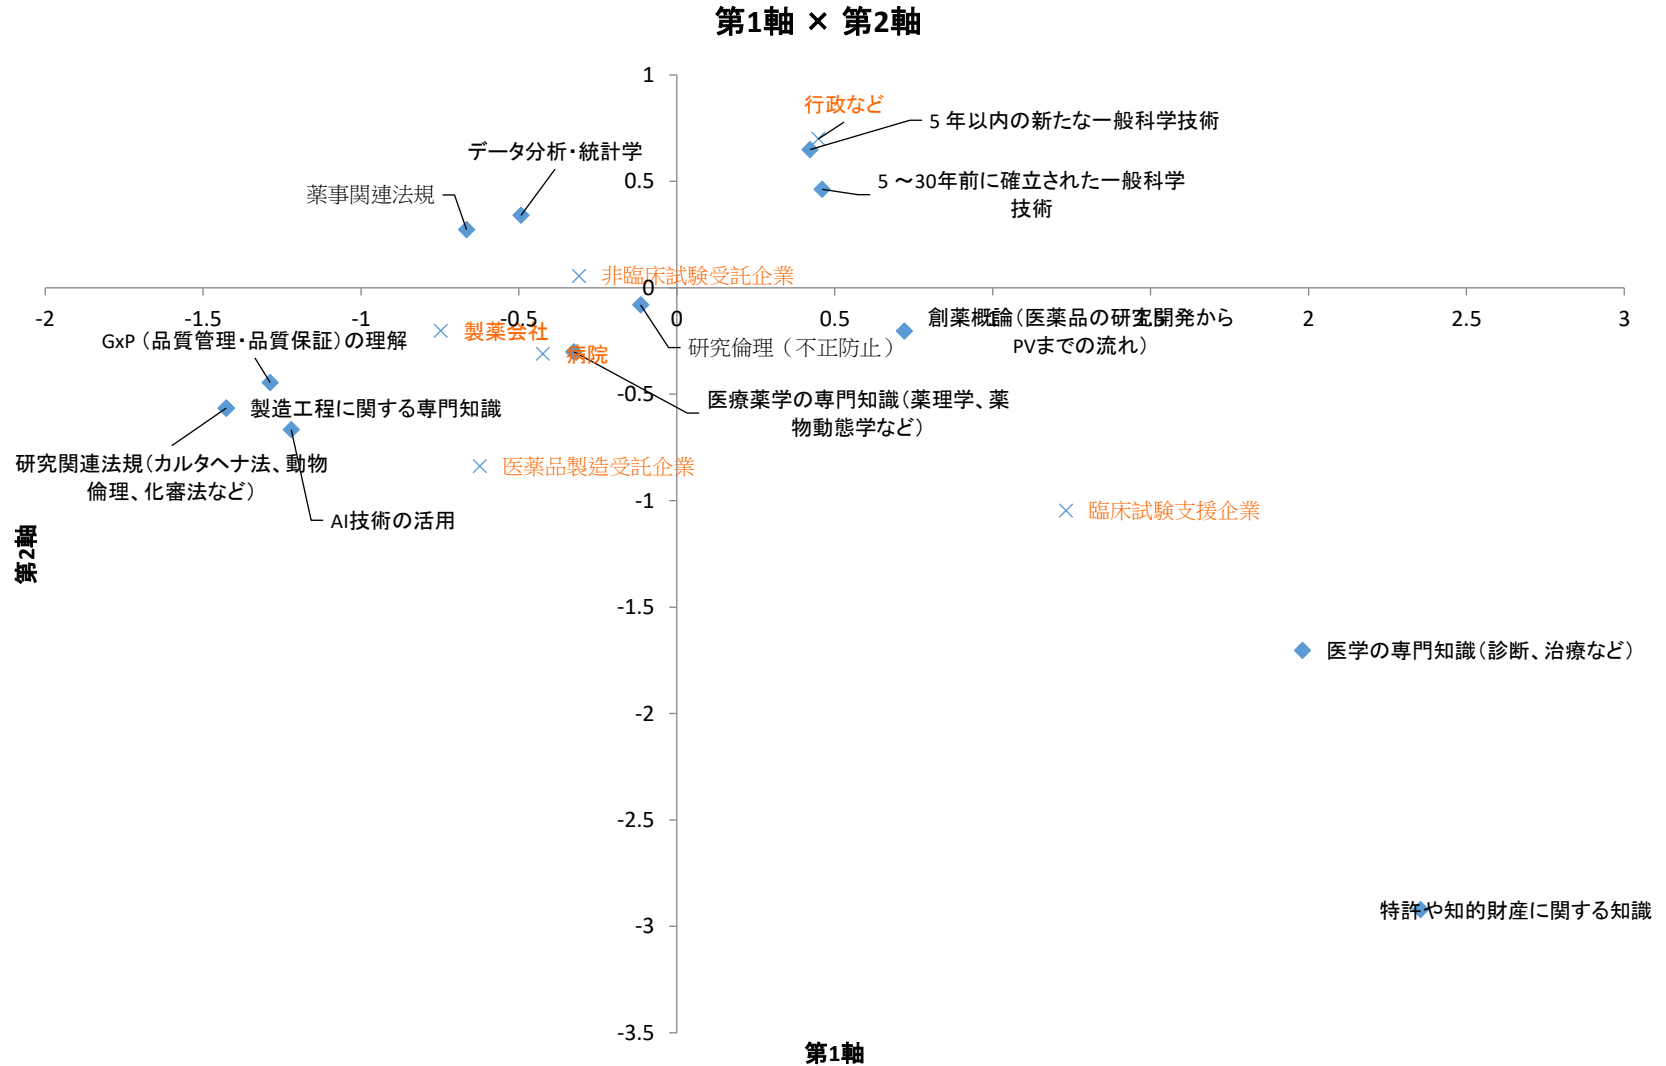 第1軸 × 第2軸
1
行政など
5 年以内の新たな一般科学技術
データ分析・統計学
0.5
5 ～30年前に確立された一般科学
技術
薬事関連法規
非臨床試験受託企業
0
-2
-1.5
-1
-0.5
0
0.5
1
1.5
2
2.5
3
創薬概論（医薬品の研究開発から
PVまでの流れ）
製薬会社
GxP（品質管理・品質保証）の理解
研究倫理（不正防止）
病院
-0.5
医療薬学の専門知識（薬理学、薬
物動態学など）
製造工程に関する専門知識
研究関連法規（カルタヘナ法、動物
倫理、化審法など）
医薬品製造受託企業
AI技術の活用
-1
臨床試験支援企業
第2軸
-1.5
医学の専門知識（診断、治療など）
-2
-2.5
特許や知的財産に関する知識
-3
-3.5
第1軸